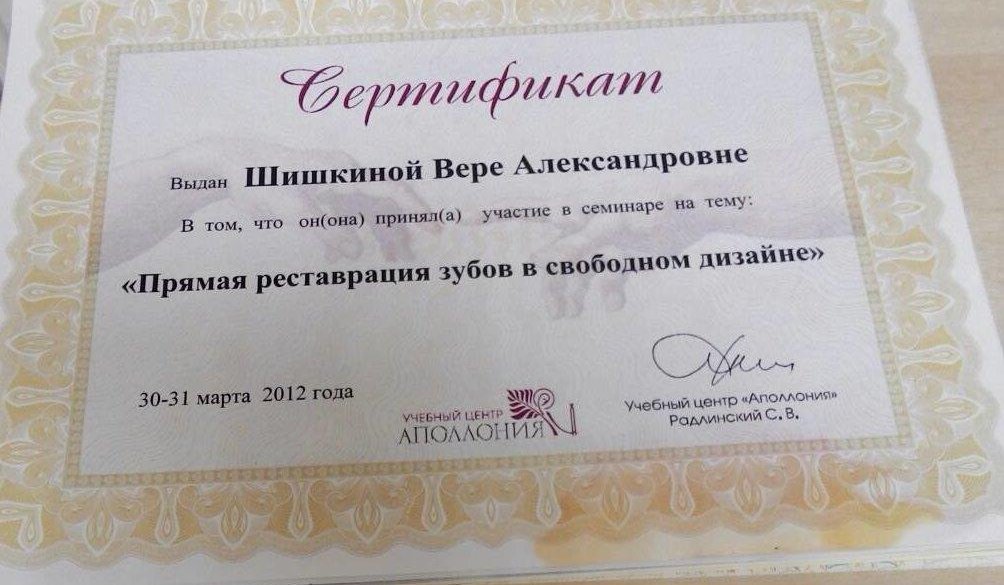 Сертификат
Выдан Шишкиной Вере Александровне
В том, что он(она) принял(а) участие в семинаре на тему:
«Прямая реставрация зубов в свободном дизайне»
30-31 марта 2012 года
УЧЕБНЫЙ ЦЕНТР
АПОЛЛОНИЯ
Учебный центр «Аполлония»
Радлинский С. В.